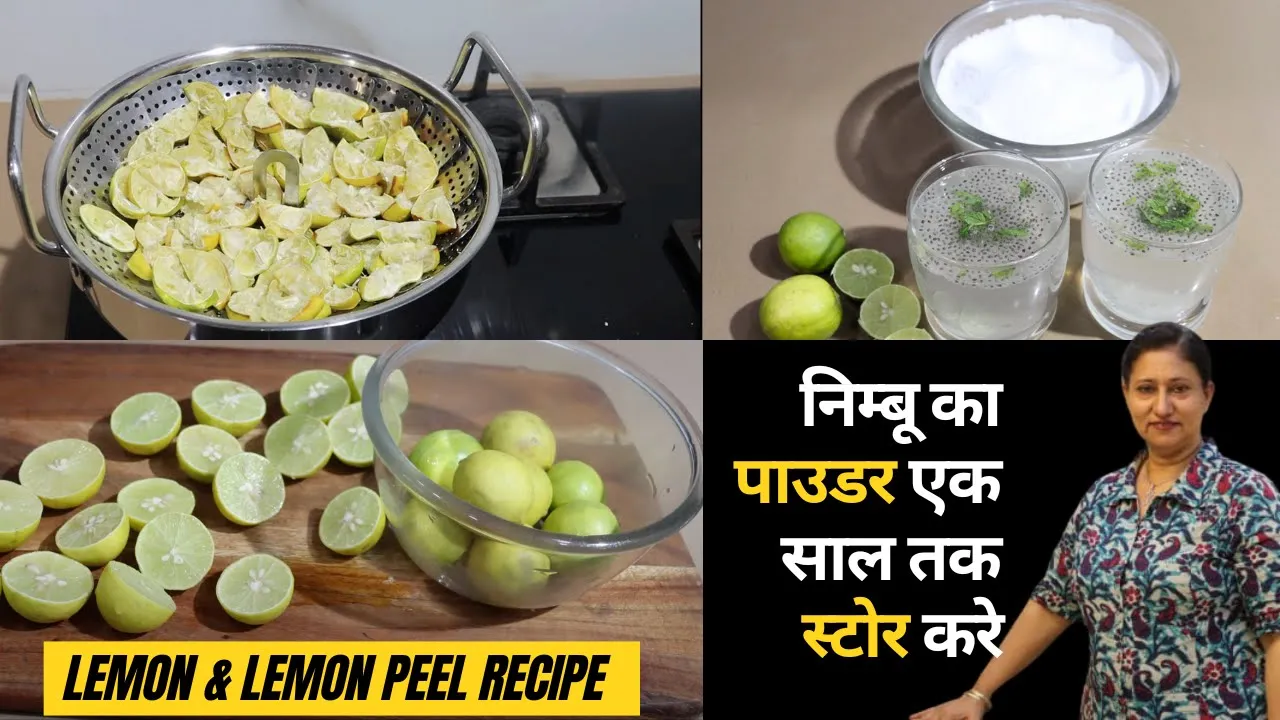 निम्बू का
पाउडर एक
साल तक
स्टोर करे
LEMON & LEMON PEEL RECIPE